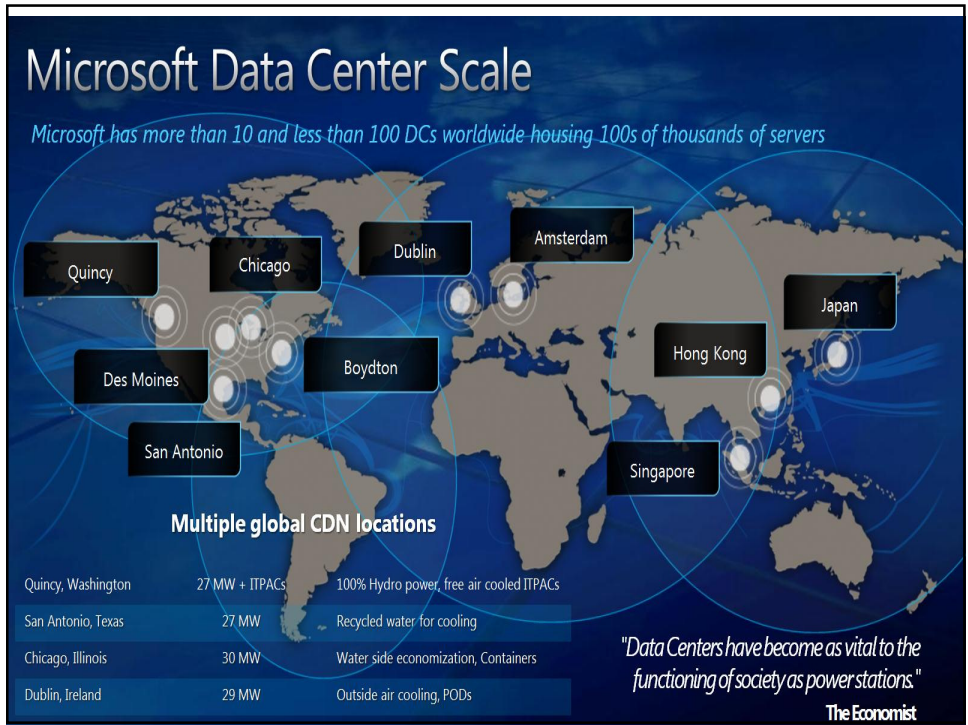 Microsoft Data Center Scale
Microsoft has more than 10 and less than 100 DCs worldwide housing 100s of thousands of servers
Quincy
Chicago
Dublin
Amsterdam
Japan
Des Moines
Boydton
Hong Kong
San Antonio
Singapore
Multiple global CDN locations
Quincy, Washington 27 MW + ITPACs 100% Hydro power, free air cooled ITPACs
San Antonio, Texas 27 MW Recycled water for cooling
Chicago, Illinois 30 MW Water side economization, Containers
Dublin, Ireland 29 MW Outside air cooling, PODs
"Data Centers have become as vital to the
functioning of society as power stations."
The Economist